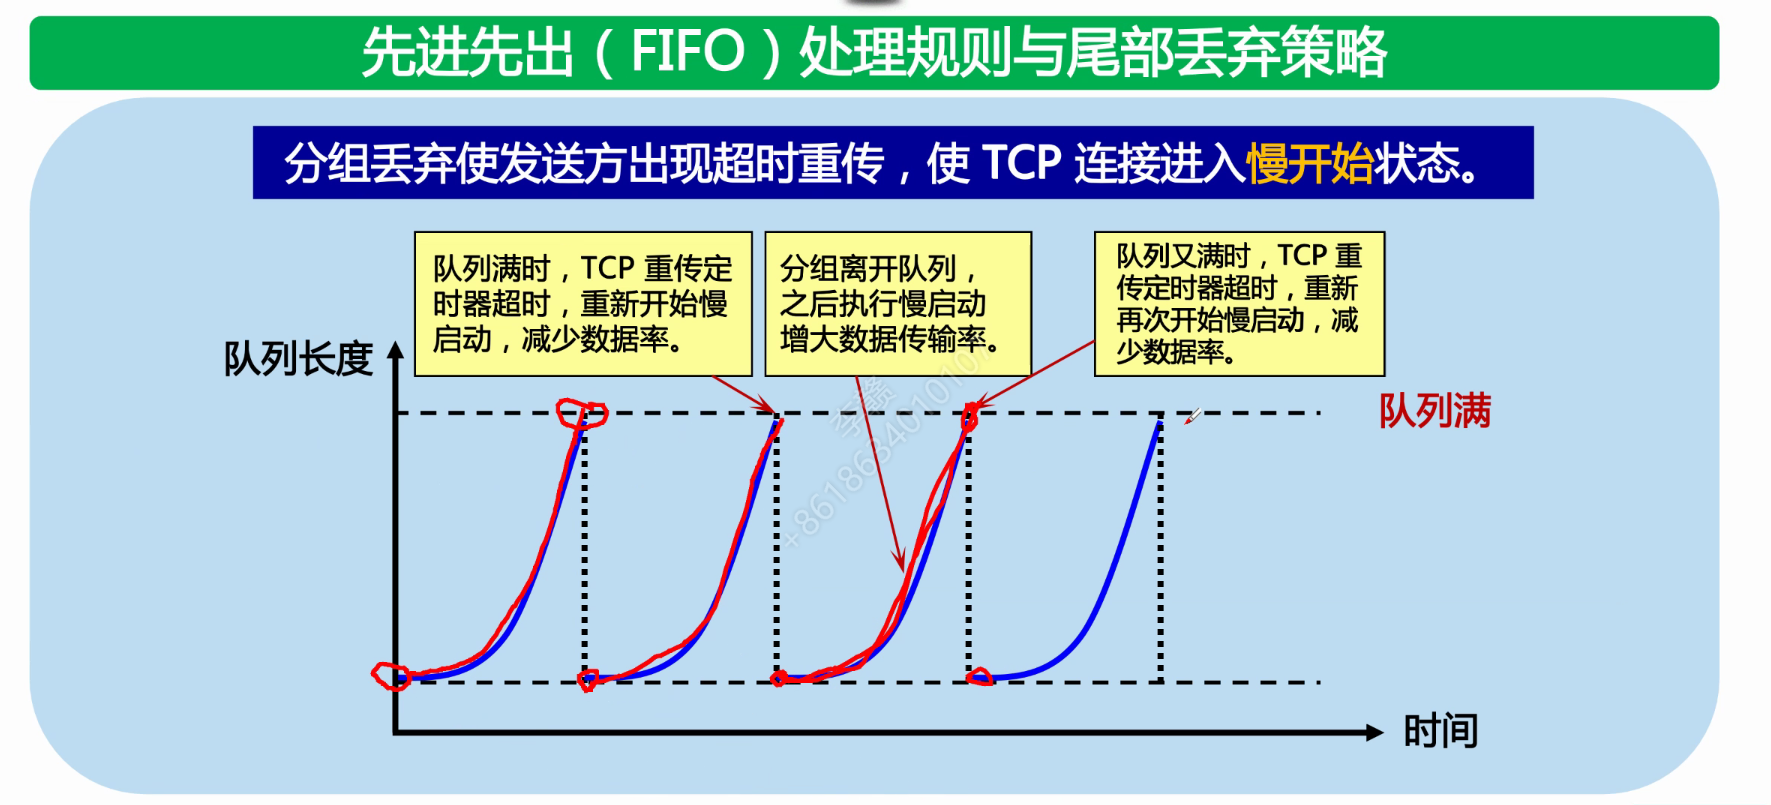 先进先出（FIFO）处理规则与尾部丢弃策略
分组丢弃使发送方出现超时重传，使 TCP 连接进入慢开始状态。
队列满时，TCP 重传定
时器超时，重新开始慢
启动，减少数据率。
分组离开队列，
之后执行慢启动
增大数据传输率。
队列又满时，TCP 重
传定时器超时，重新
再次开始慢启动，减
少数据率。
队列长度
队列满
时间